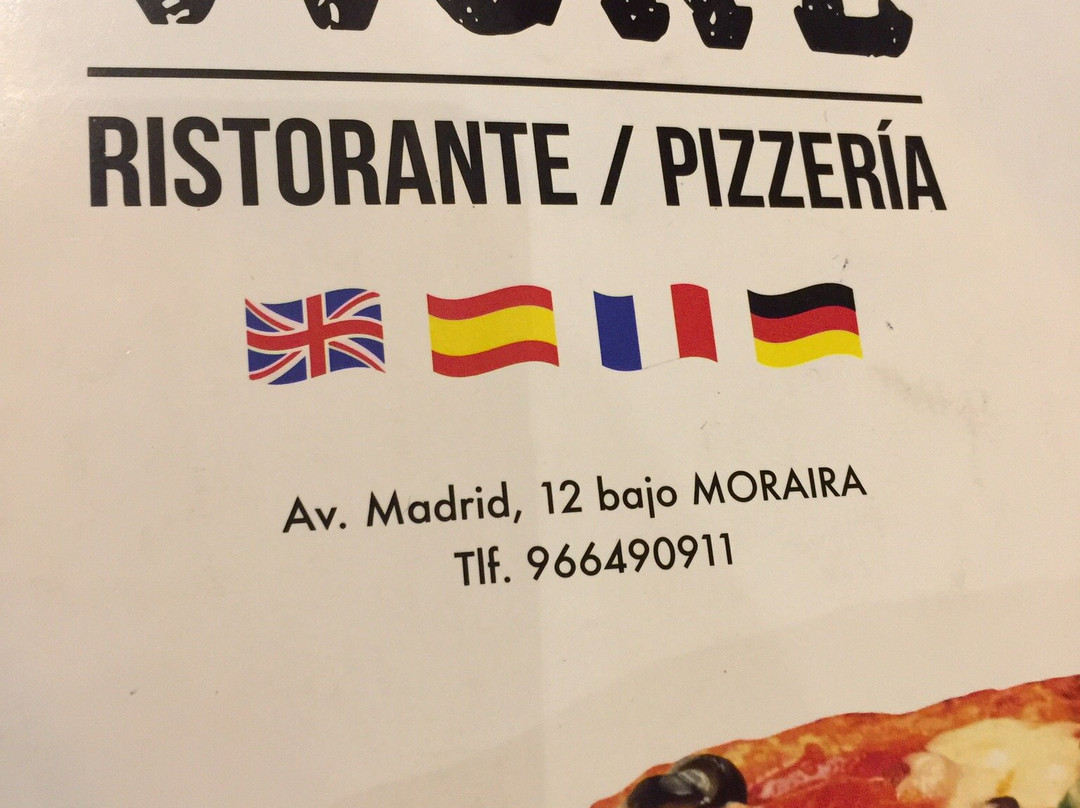 RISTORANTE / PIZZERÍA
Av. Madrid, 12 bajo MORAIRA
Tlf. 966490911